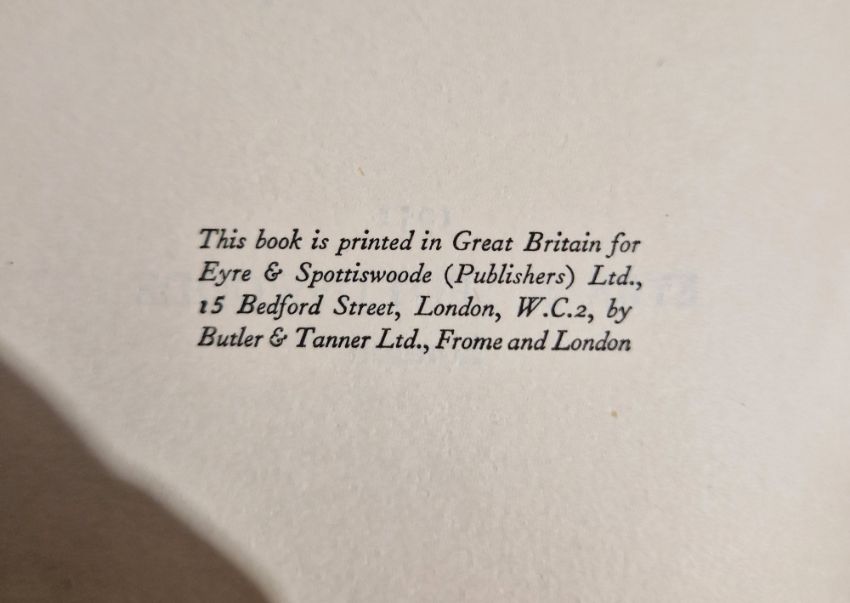 This book is printed in Great Britain for
Eyre & Spottiswoode (Publishers) Ltd.,
15 Bedford Street, London, W.C.2, by
Butler & Tanner Ltd., Frome and London